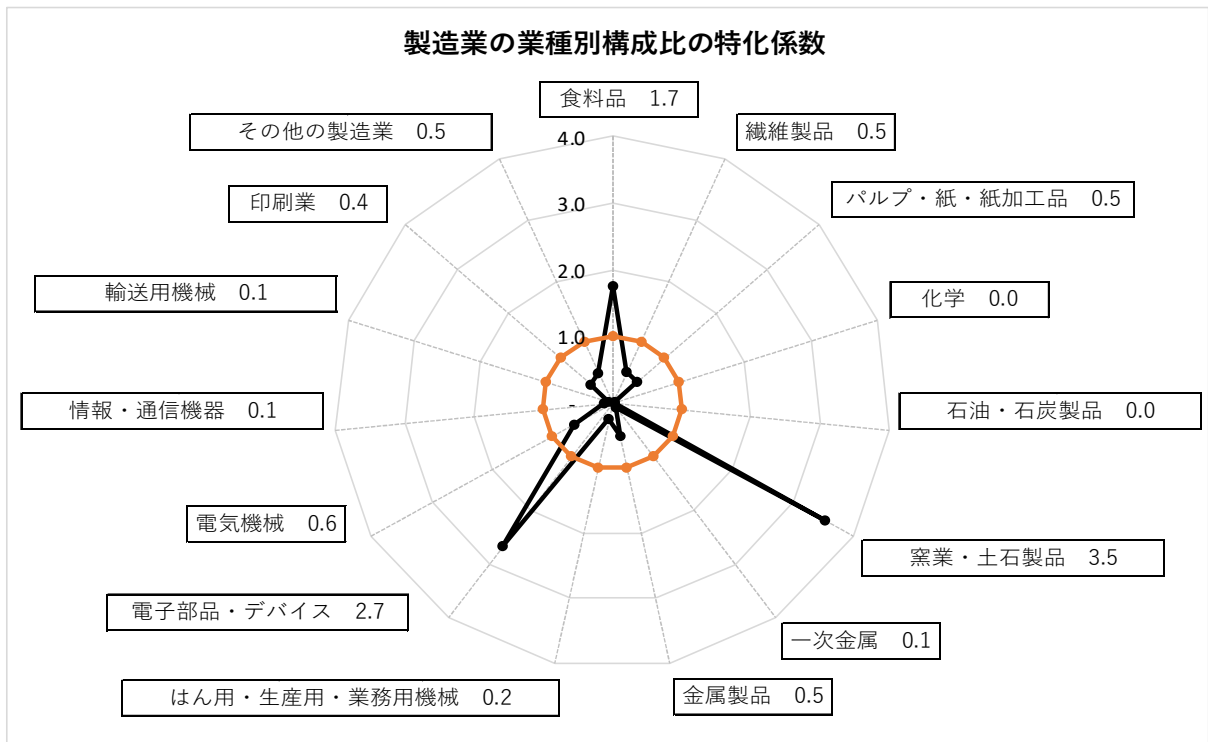 製造業の業種別構成比の特化係数
食料品 1.7
繊維製品 0.5
パルプ・紙・紙加工品 0.5
化学 0.0
石油・石炭製品 0.0
窯業・土石製品 3.5
一次金属 0.1
金属製品 0.5
はん用・生産用・業務用機械 0.2
電子部品・デバイス 2.7
電気機械 0.6
情報・通信機器 0.1
輸送用機械 0.1
印刷業 0.4
その他の製造業 0.5
4.0
3.0
2.0
1.0
-